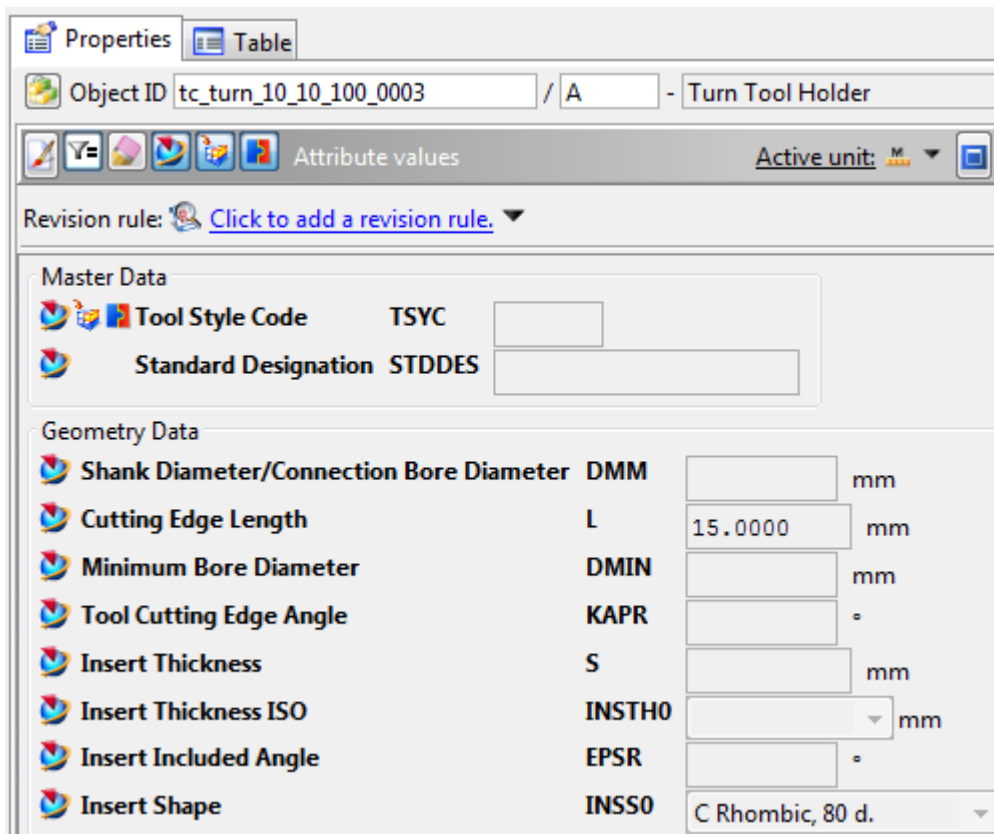 Properties Table
Object ID tc_turn_10_10_100_0003 / A - Turn Tool Holder
Attribute values Active unit: M
Revision rule: Click to add a revision rule.
Master Data
Tool Style Code TSYC
Standard Designation STDDES
Geometry Data
Shank Diameter/Connection Bore Diameter DMM mm
Cutting Edge Length L 15.0000 mm
Minimum Bore Diameter DMIN mm
Tool Cutting Edge Angle KAPR °
Insert Thickness S mm
Insert Thickness ISO INSTH0 mm
Insert Included Angle EPSR °
Insert Shape INSS0 C Rhombic, 80 d.